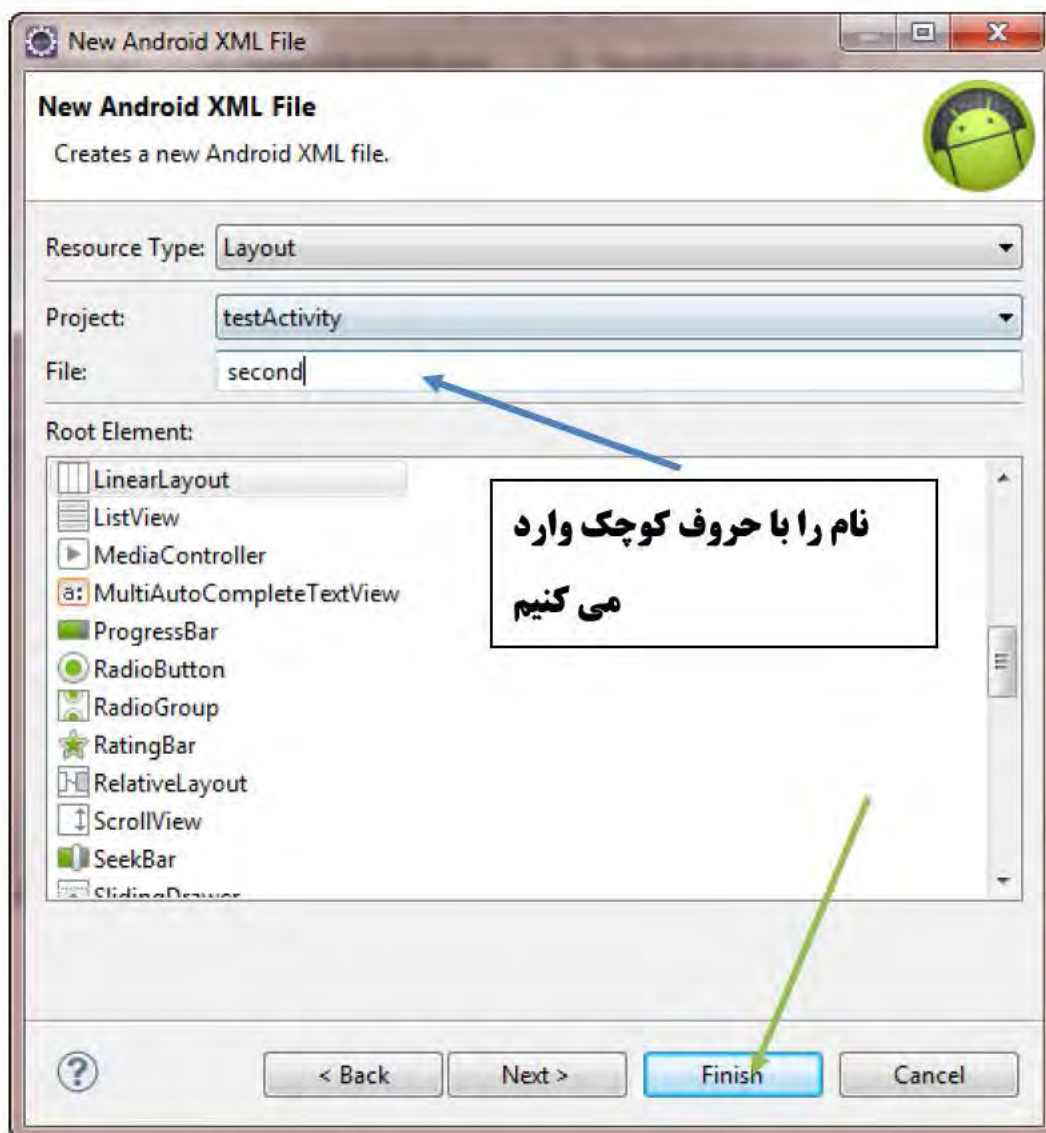 New Android XML File
New Android XML File
Creates a new Android XML file.
Resource Type: Layout
Project: testActivity
File: second
Root Element:
LinearLayout
ListView
MediaController
a: MultiAutoCompleteTextView
ProgressBar
RadioButton
RadioGroup
RatingBar
RelativeLayout
ScrollView
SeekBar
SlidingDrawer
نام را با حروف کوچک وارد
می کنیم
? < Back Next > Finish Cancel